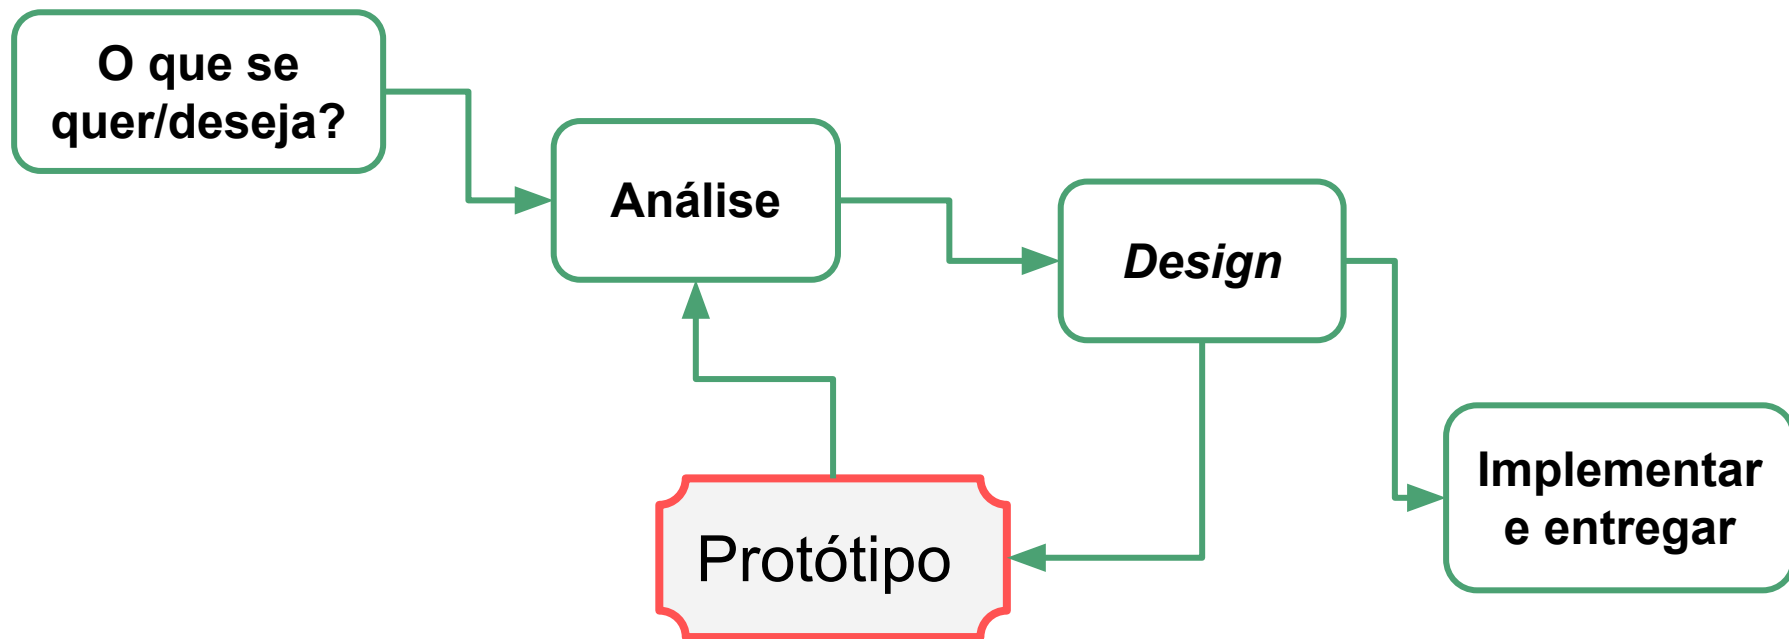 O que se
quer/deseja?
Análise
Design
Protótipo
Implementar
e entregar